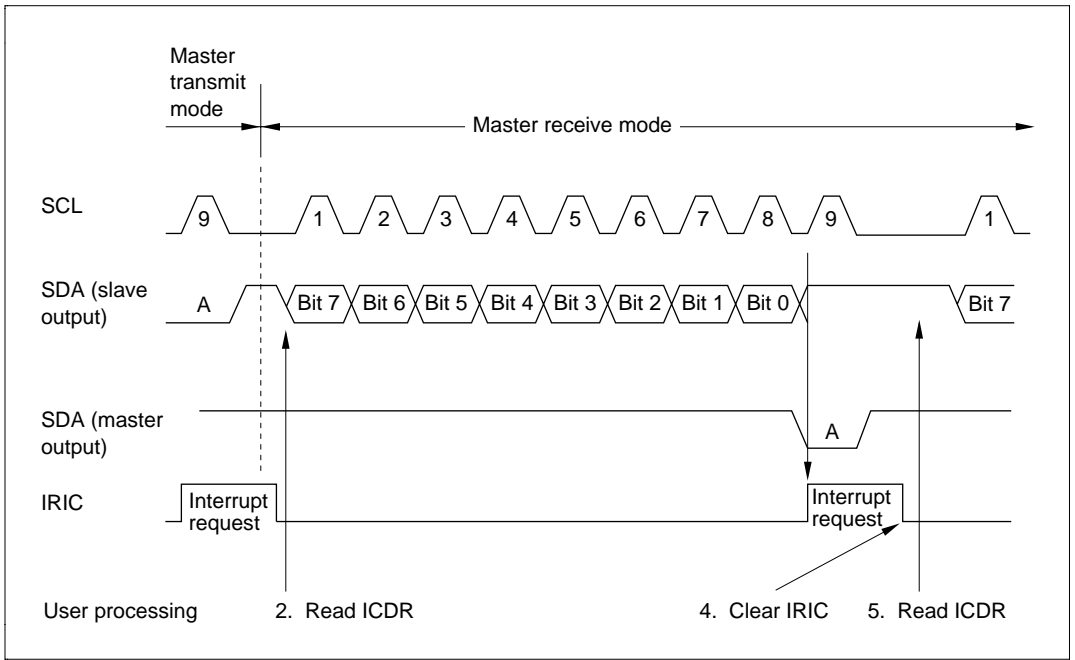 Master
transmit
mode
Master receive mode
SCL
9 1 2 3 4 5 6 7 8 9 1
SDA (slave
output)
A Bit 7 Bit 6 Bit 5 Bit 4 Bit 3 Bit 2 Bit 1 Bit 0 Bit 7
SDA (master
output)
A
IRIC
Interrupt
request
Interrupt
request
User processing
2. Read ICDR
4. Clear IRIC
5. Read ICDR